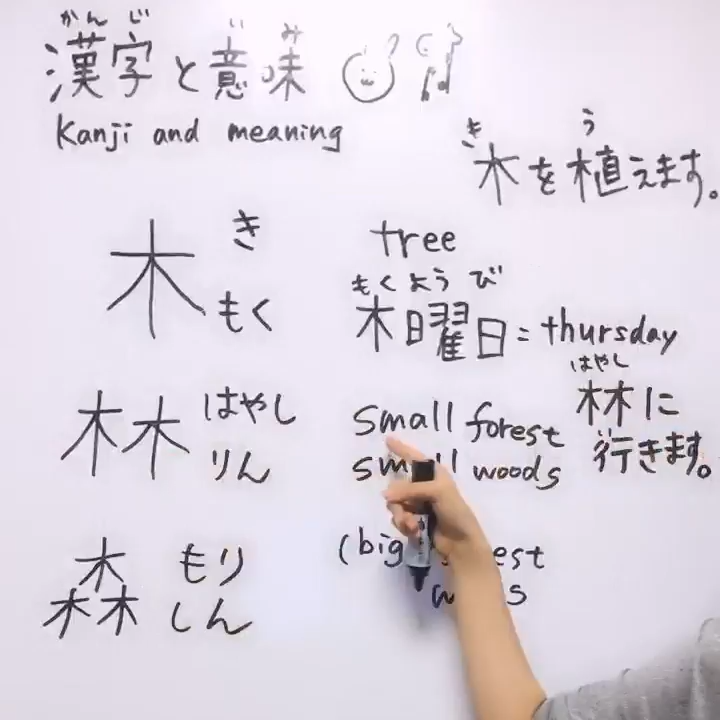 かんじ いみ
漢字と意味
Kanji and meaning
き う
木を植えます。
木 き tree
もく
もくようび
木曜日 = thursday
林 はやし small forest
りん small woods
はやし
林に
い
行きます。
森 もり (big
しん